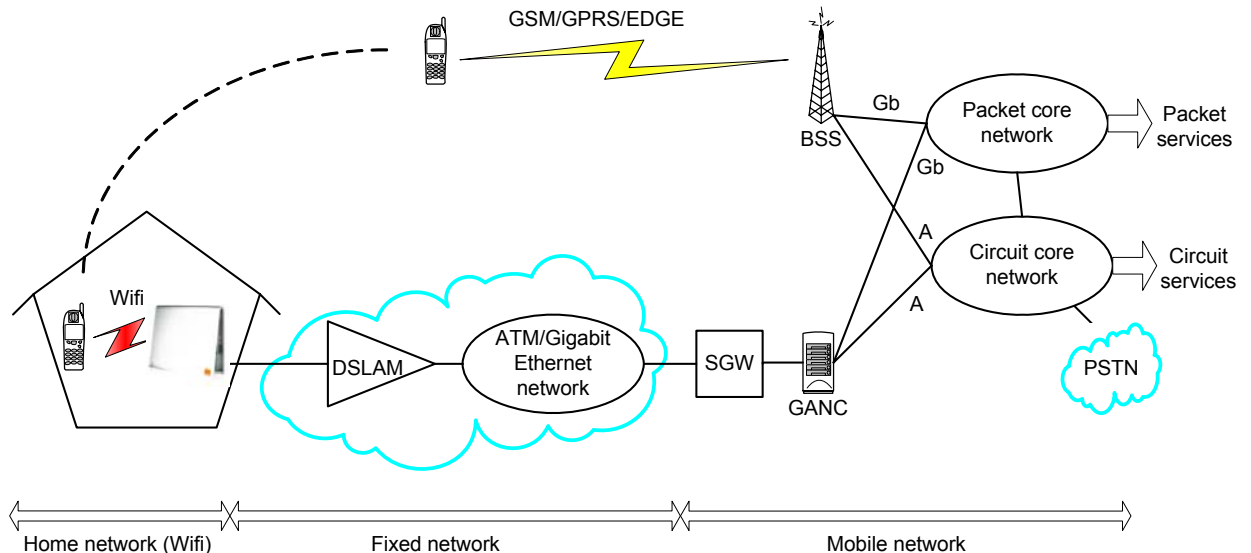 GSM/GPRS/EDGE
BSS
Gb
Packet core
network
Packet
services
Gb
A
Circuit core
network
Circuit
services
A
Wifi
DSLAM
ATM/Gigabit
Ethernet
network
SGW
GANC
PSTN
Home network (Wifi)
Fixed network
Mobile network